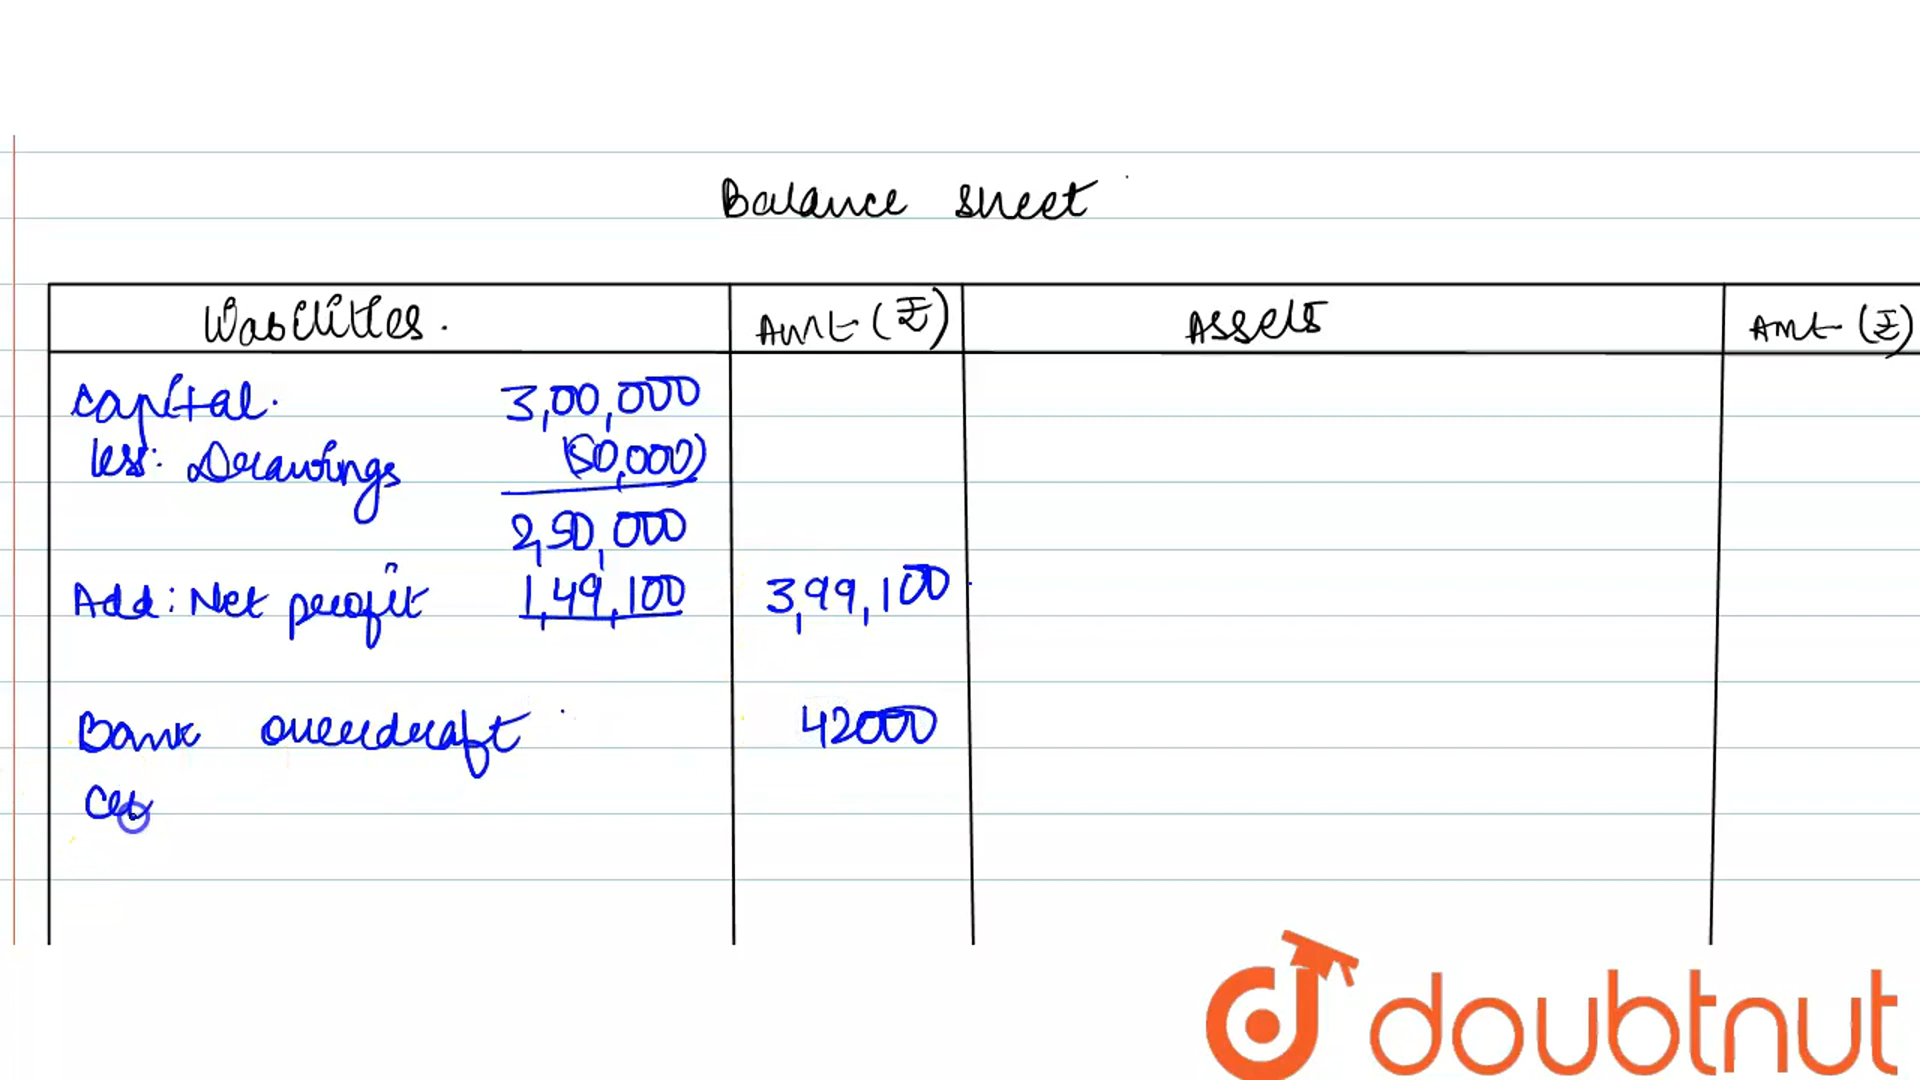 Balance sheet
Liabilities. Amt (₹) Assets Amt (₹)
Capital. 3,00,000
less: Drawings (50,000)
2,50,000
Add: Net profit 1,49,100 3,99,100
Bank overdraft 42000
doubtnut